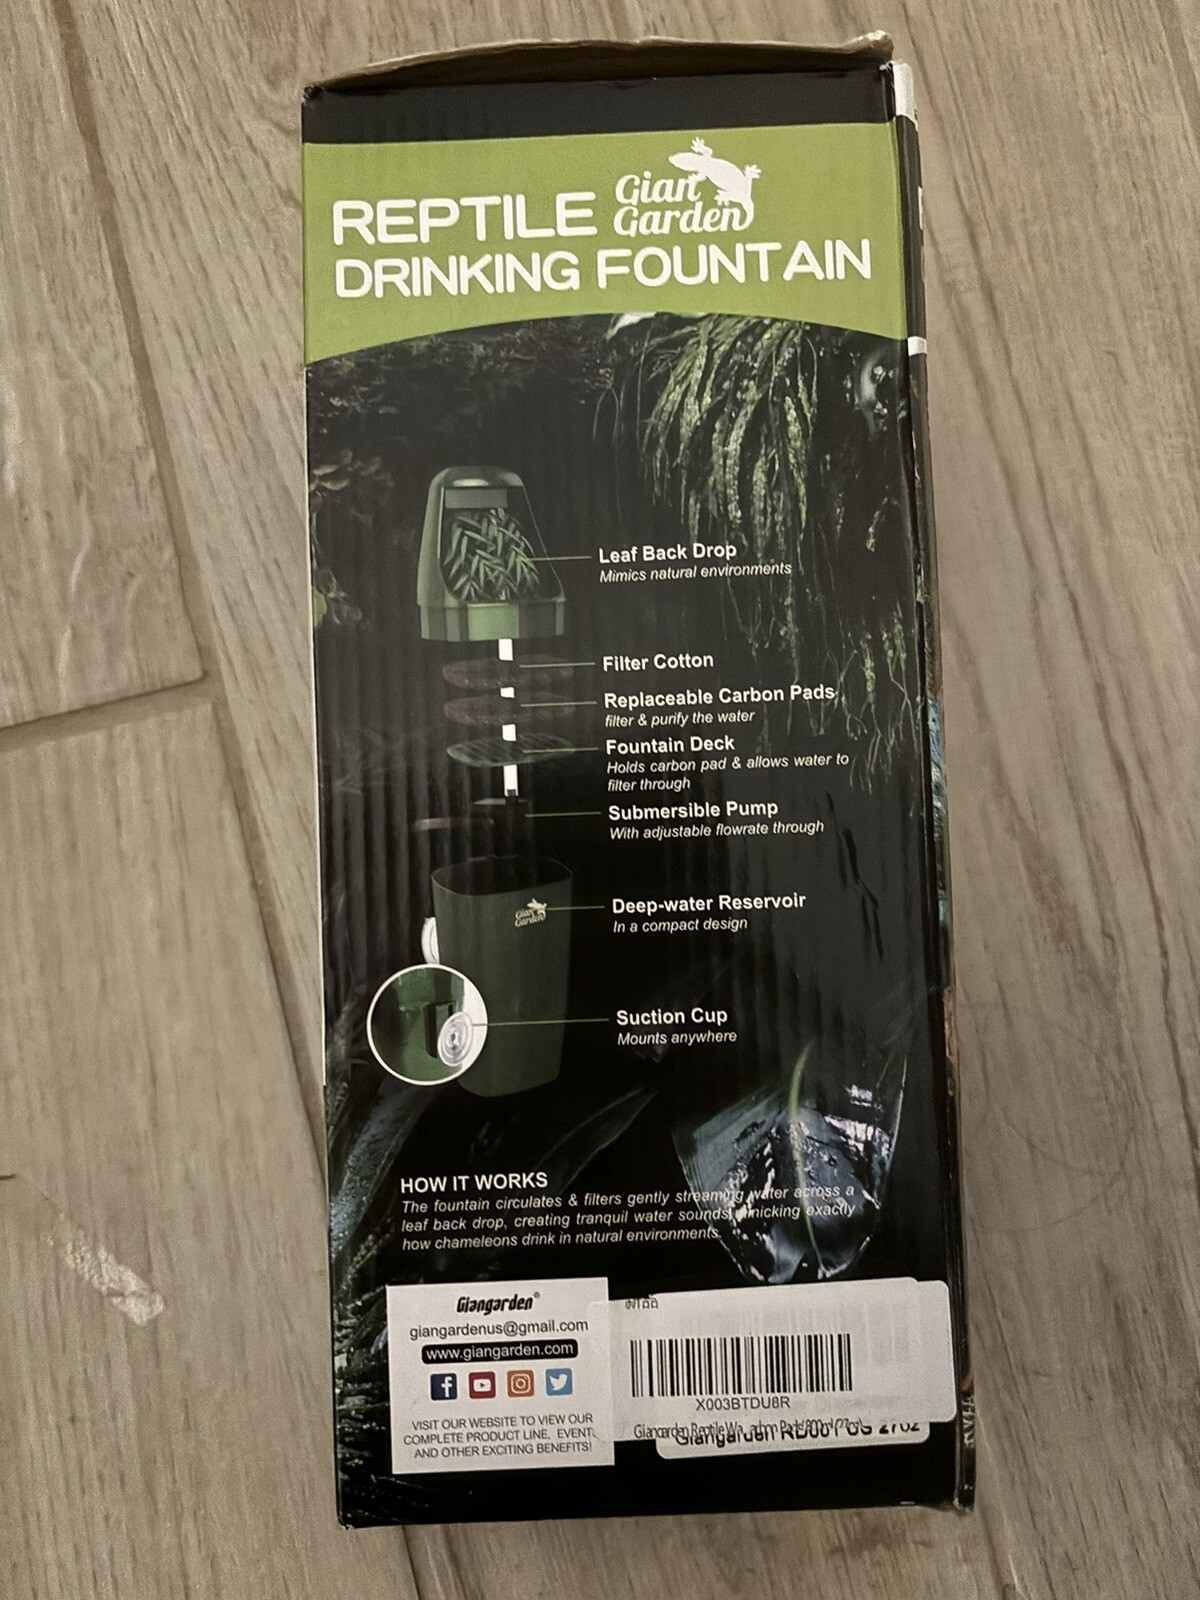 REPTILE Gian Garden
DRINKING FOUNTAIN
Leaf Back Drop
Mimics natural environments
Filter Cotton
Replaceable Carbon Pads
filter & purify the water
Fountain Deck
Holds carbon pad & allows water to
filter through
Submersible Pump
With adjustable flowrate through
Gian Garden
Deep-water Reservoir
In a compact design
Suction Cup
Mounts anywhere
HOW IT WORKS
The fountain circulates & filters gently streaming water across a
leaf back drop, creating tranquil water sounds, mimicking exactly
how chameleons drink in natural environments.
Giangarden®
giangardenus@gmail.com
www.giangarden.com
VISIT OUR WEBSITE TO VIEW OUR
COMPLETE PRODUCT LINE, EVENT,
AND OTHER EXCITING BENEFITS!
X003BTDU8R
Giangarden Reptile
Giangarden US 27oz